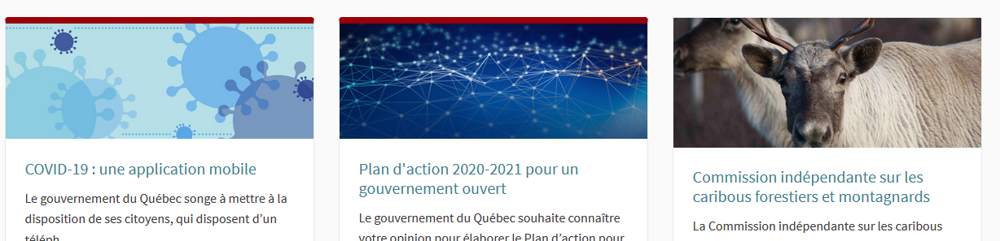 COVID-19 : une application mobile
Le gouvernement du Québec songe à mettre à la
disposition de ses citoyens, qui disposent d’un
téléph
Plan d'action 2020-2021 pour un
gouvernement ouvert
Le gouvernement du Québec souhaite connaître
votre opinion pour élaborer le Plan d’action pour
Commission indépendante sur les
caribous forestiers et montagnards
La Commission indépendante sur les caribous